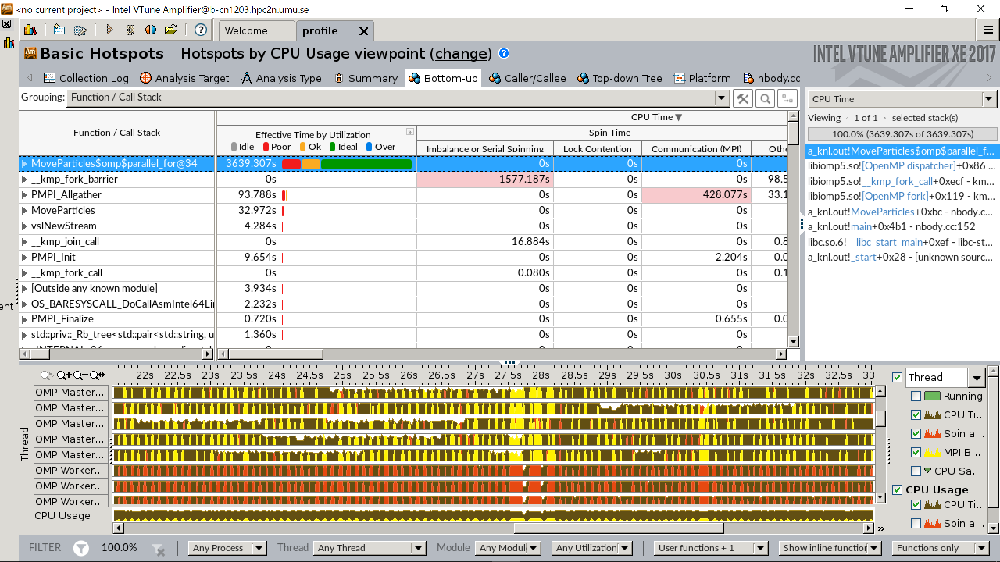 <no current project> - Intel VTune Amplifier@b-cn1203.hpc2n.umu.se
Welcome
profile
Basic Hotspots Hotspots by CPU Usage viewpoint (change)
INTEL VTUNE AMPLIFIER XE 2017
Collection Log Analysis Target Analysis Type Summary Bottom-up Caller/Callee Top-down Tree Platform nbody.cc
Grouping: Function / Call Stack
CPU Time
Function / Call Stack
Effective Time by Utilization
Idle Poor Ok Ideal Over
Spin Time
Imbalance or Serial Spinning Lock Contention Communication (MPI) Othe
MoveParticles$omp$parallel_for@34 3639.307s 0s 0s 0s
__kmp_fork_barrier 0s 1577.187s 0s 0s 98.5
PMPI_Allgather 93.788s 0s 0s 428.077s 33.1
MoveParticles 32.972s 0s 0s 0s
vslNewStream 4.284s 0s 0s 0s
__kmp_join_call 0s 16.884s 0s 0s 0.8
PMPI_Init 9.654s 0s 0s 2.204s 0.0
__kmp_fork_call 0s 0.080s 0s 0s 0.1
[Outside any known module] 3.934s 0s 0s 0s
OS_BARESYSCALL_DoCallAsmIntel64Li 2.232s 0s 0s 0s
PMPI_Finalize 0.720s 0s 0s 0.655s 0.0
std::priv::_Rb_tree<std::pair<std::string, u 1.360s 0s 0s 0s
CPU Time
Viewing 1 of 1 selected stack(s)
100.0% (3639.307s of 3639.307s)
a_knl.out!MoveParticles$omp$parallel_f...
libiomp5.so![OpenMP dispatcher]+0x86 ...
libiomp5.so!__kmp_fork_call+0xecf - km...
libiomp5.so![OpenMP fork]+0x119 - km...
a_knl.out!MoveParticles+0xbc - nbody.c...
a_knl.out!main+0x4b1 - nbody.cc:152
libc.so.6!__libc_start_main+0xef - libc-st...
a_knl.out!_start+0x28 - [unknown sourc...
ent
22s 22.5s 23s 23.5s 24s 24.5s 25s 25.5s 26s 26.5s 27s 27.5s 28s 28.5s 29s 29.5s 30s 30.5s 31s 31.5s 32s 32.5s 33
Thread
OMP Master...
OMP Master...
OMP Master...
OMP Master...
OMP Master...
OMP Worker...
OMP Worker...
OMP Worker...
CPU Usage
Thread
Running
CPU Ti...
Spin a...
MPI B...
CPU Sa...
CPU Usage
CPU Ti...
Spin a...
FILTER 100.0% Any Process Thread Any Thread Module Any Modul Any Utilization User functions + 1 Show inline function Functions only